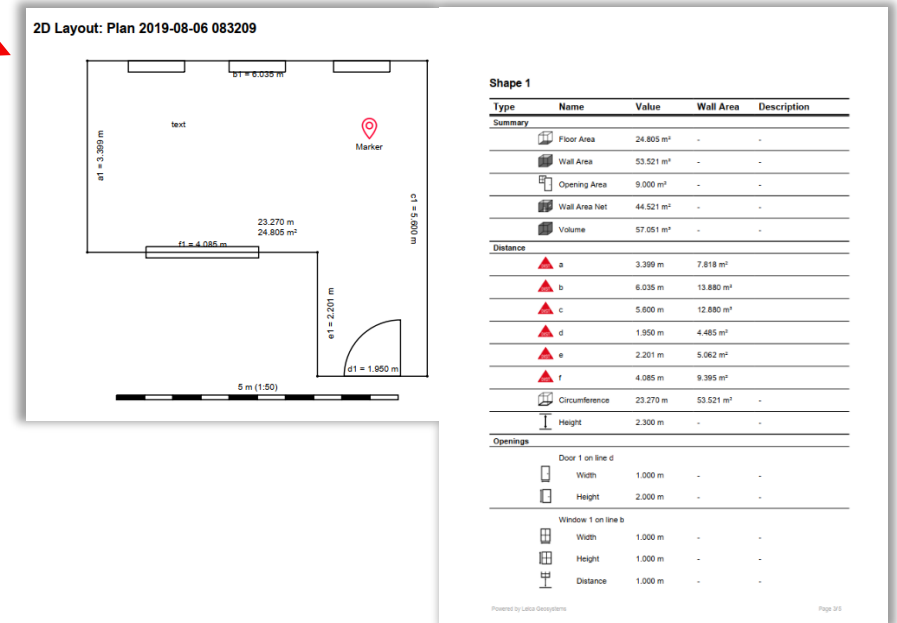 2D Layout: Plan 2019-08-06 083209
b1 = 6.035 m
text
Marker
a1 = 3.399 m
c1 = 5.600 m
23.270 m
24.805 m²
f1 = 4.085 m
e1 = 2.201 m
d1 = 1.950 m
5 m (1:50)
Shape 1
Type Name Value Wall Area Description
Summary
Floor Area 24.805 m² - -
Wall Area 53.521 m² - -
Opening Area 9.000 m² - -
Wall Area Net 44.521 m² - -
Volume 57.051 m³ - -
Distance
a 3.399 m 7.818 m²
b 6.035 m 13.880 m²
c 5.600 m 12.880 m²
d 1.950 m 4.485 m²
e 2.201 m 5.062 m²
f 4.085 m 9.395 m²
Circumference 23.270 m 53.521 m² -
Height 2.300 m - -
Openings
Door 1 on line d
Width 1.000 m - -
Height 2.000 m - -
Window 1 on line b
Width 1.000 m - -
Height 1.000 m - -
Distance 1.000 m - -
Powered by Leica Geosystems Page 3/5